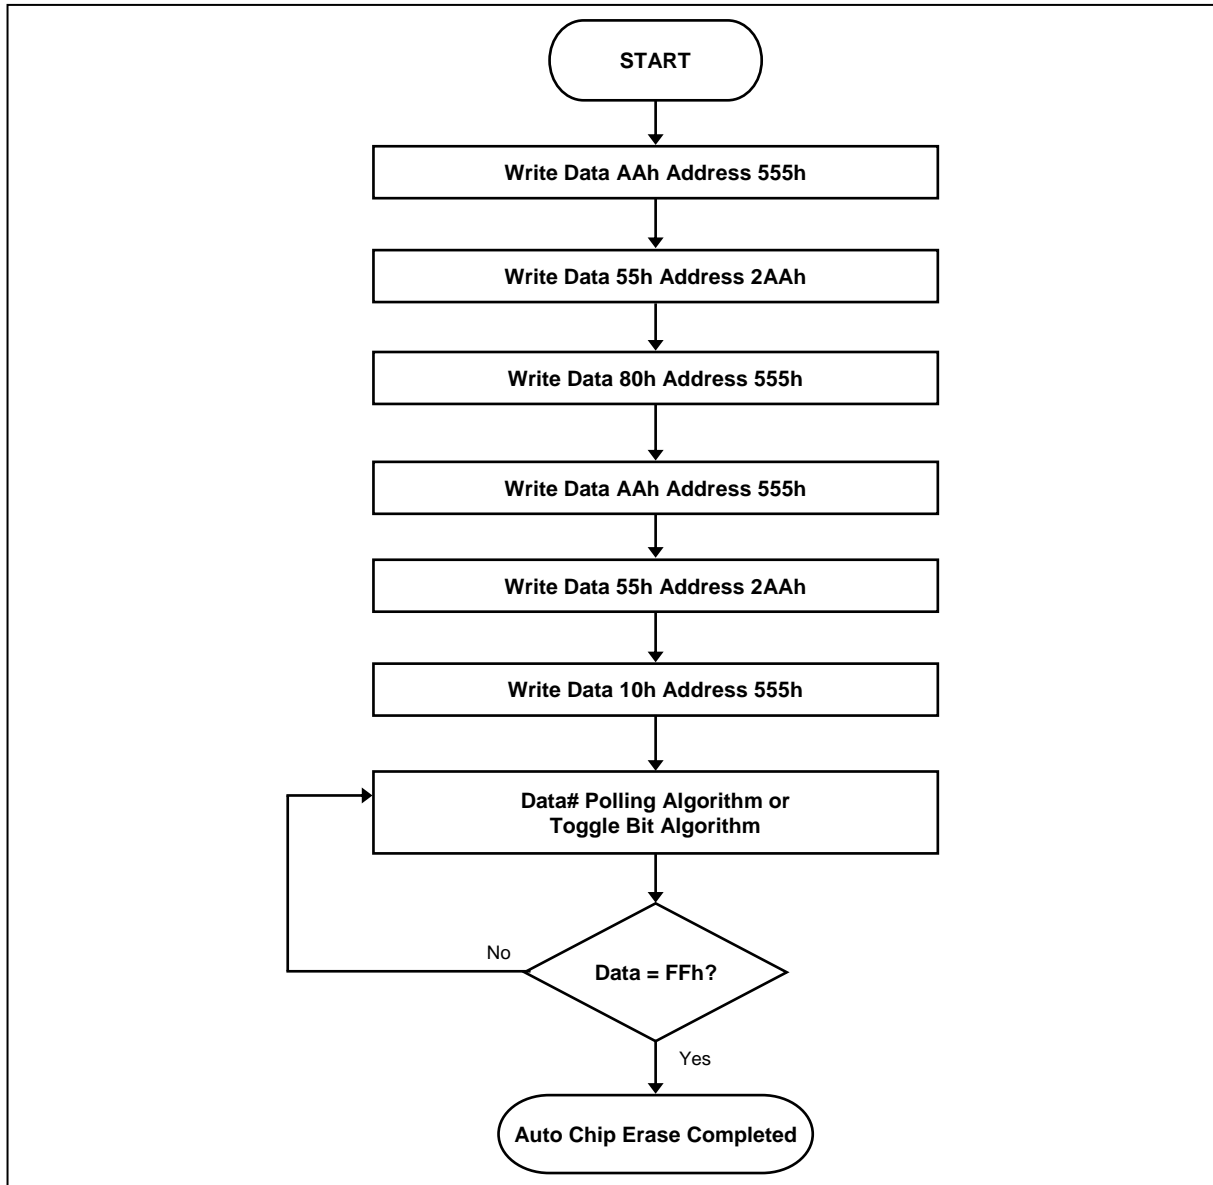 START
Write Data AAh Address 555h
Write Data 55h Address 2AAh
Write Data 80h Address 555h
Write Data AAh Address 555h
Write Data 55h Address 2AAh
Write Data 10h Address 555h
Data# Polling Algorithm or
Toggle Bit Algorithm
No
Data = FFh?
Yes
Auto Chip Erase Completed